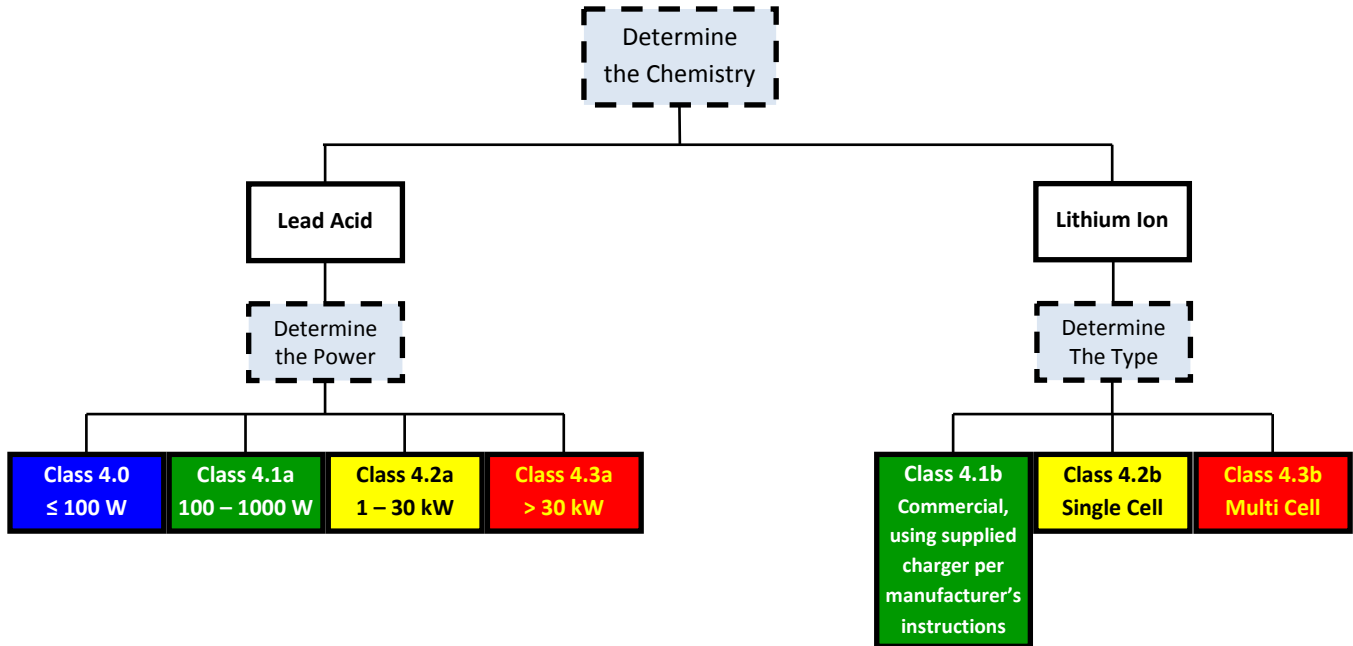 Determine
the Chemistry
Lead Acid
Lithium Ion
Determine
the Power
Determine
The Type
Class 4.0
≤ 100 W
Class 4.1a
100 – 1000 W
Class 4.2a
1 – 30 kW
Class 4.3a
> 30 kW
Class 4.1b
Commercial,
using supplied
charger per
manufacturer’s
instructions
Class 4.2b
Single Cell
Class 4.3b
Multi Cell